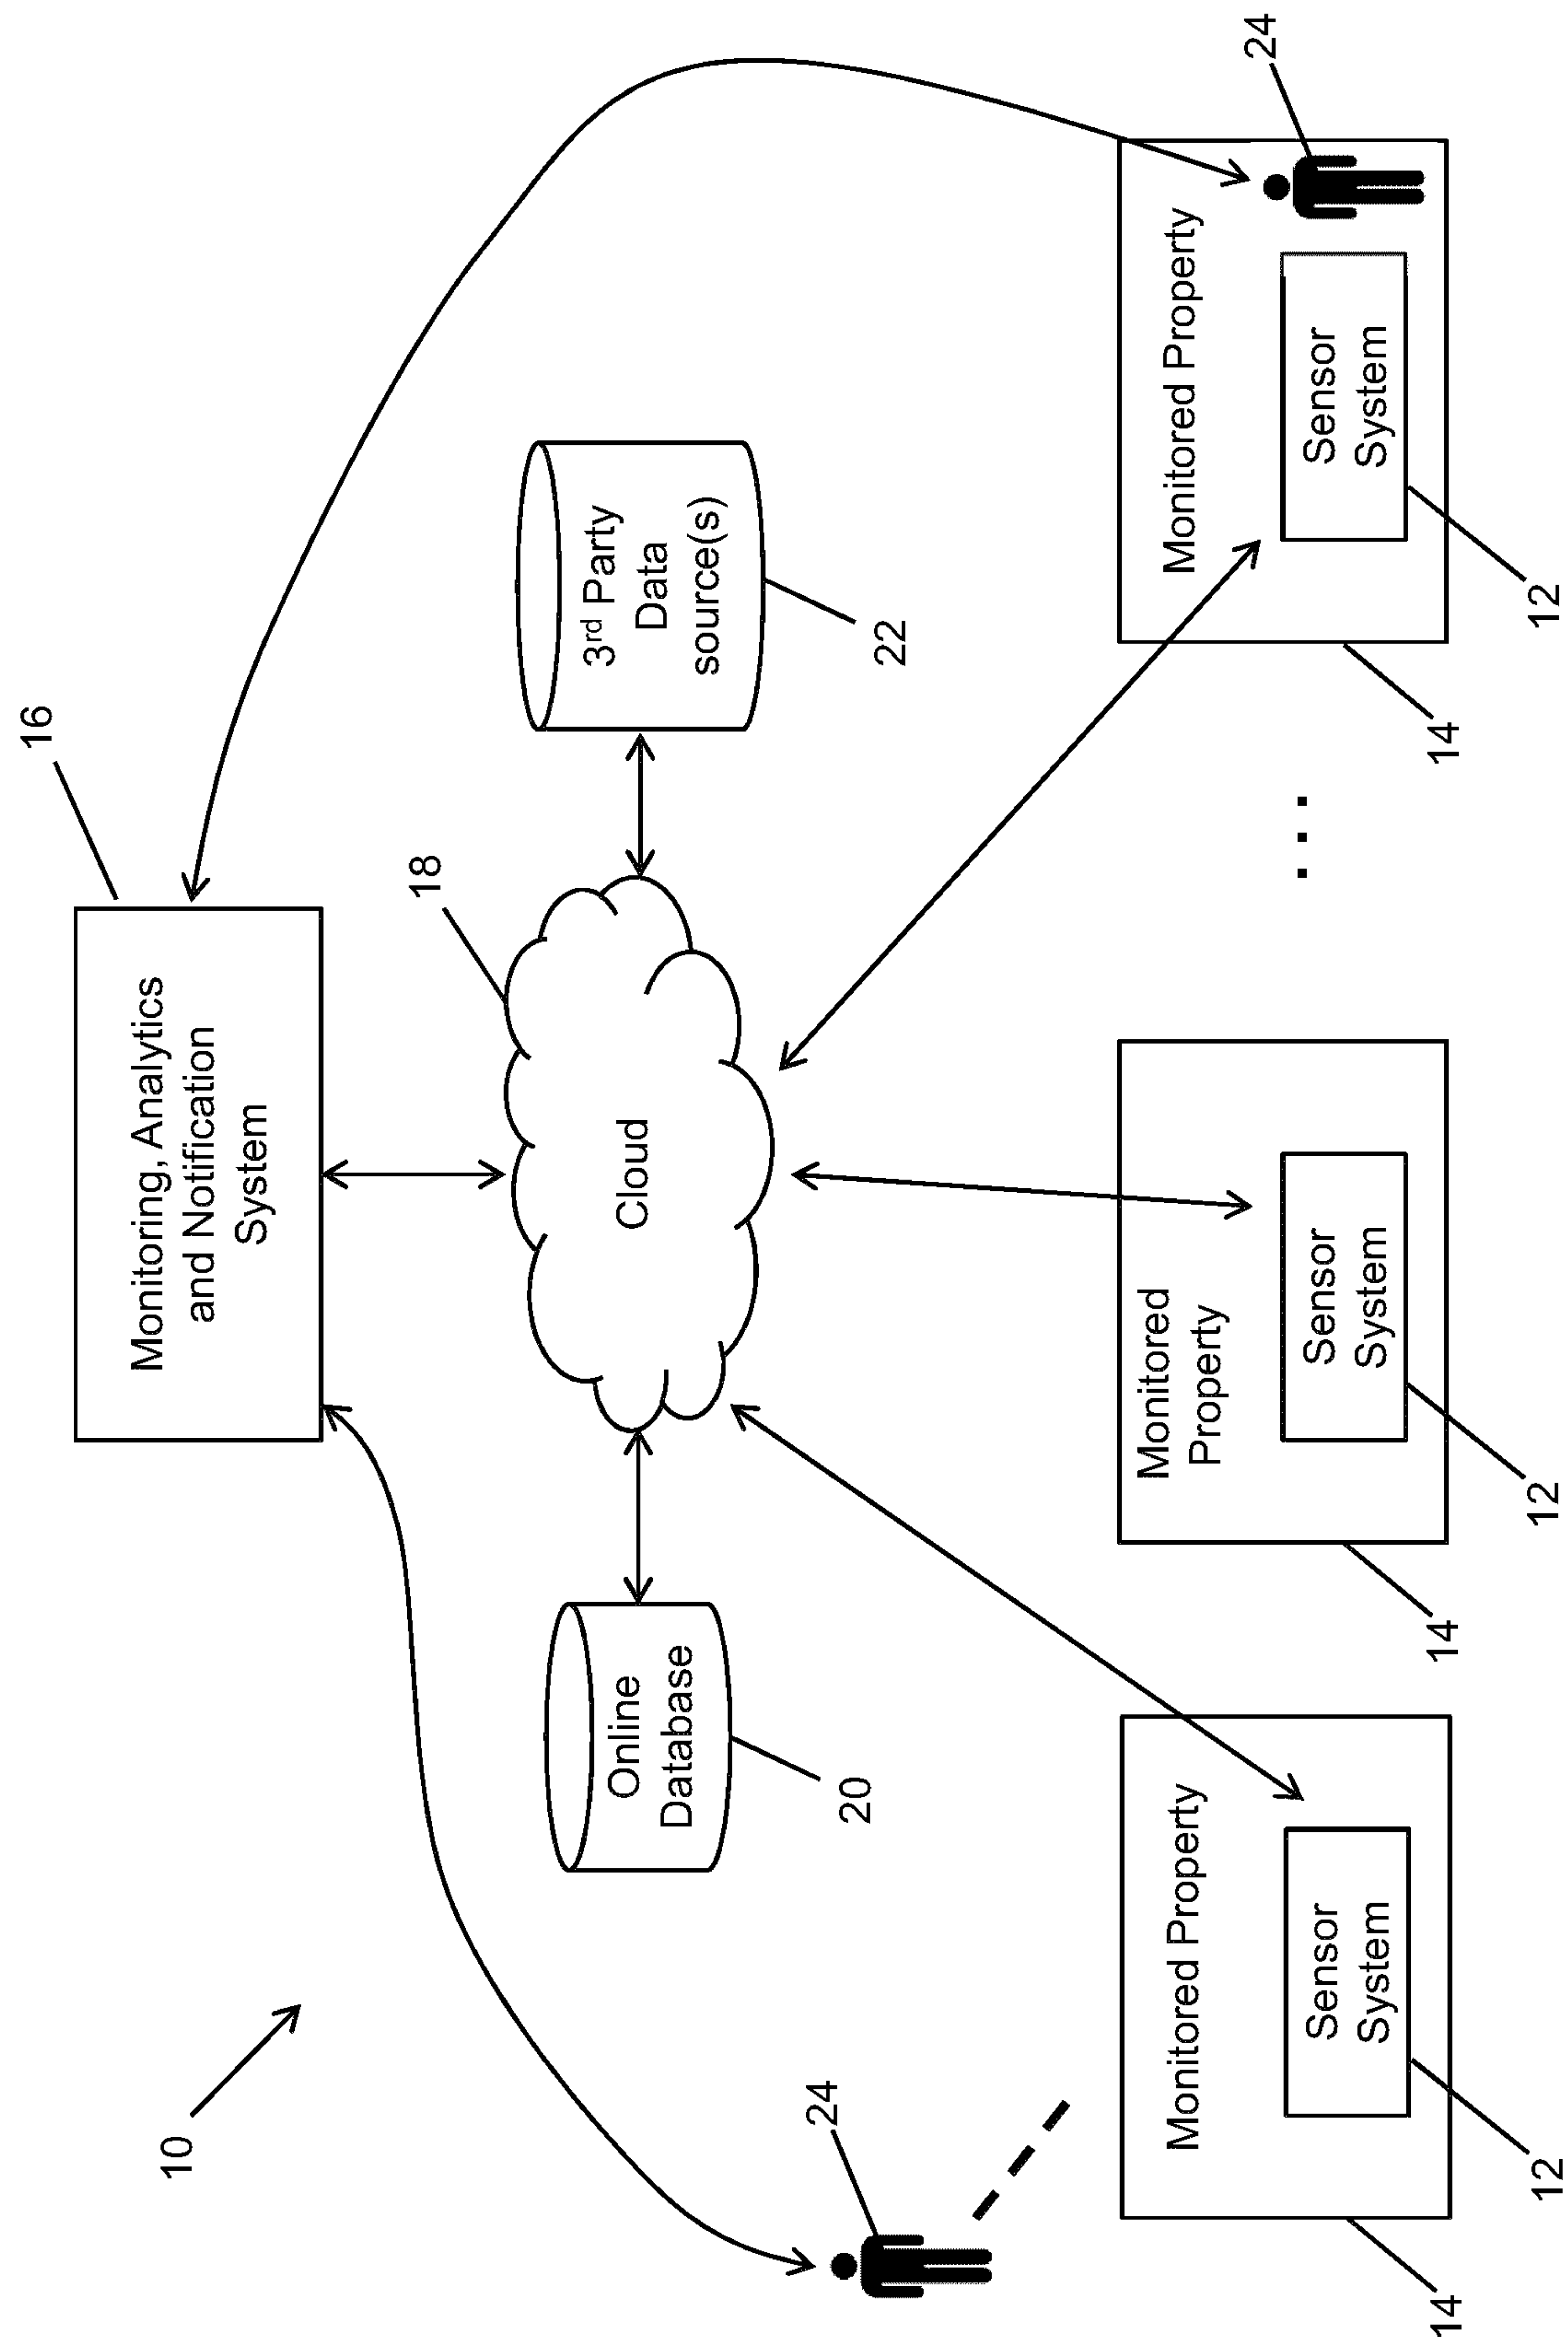 16
Monitoring, Analytics
and Notification
System
10
18
Cloud
3rd Party
Data
source(s)
22
Online
Database
20
24
24
Monitored Property
Sensor
System
12
14
Monitored
Property
Sensor
System
12
14
. . .
Monitored Property
Sensor
System
12
14